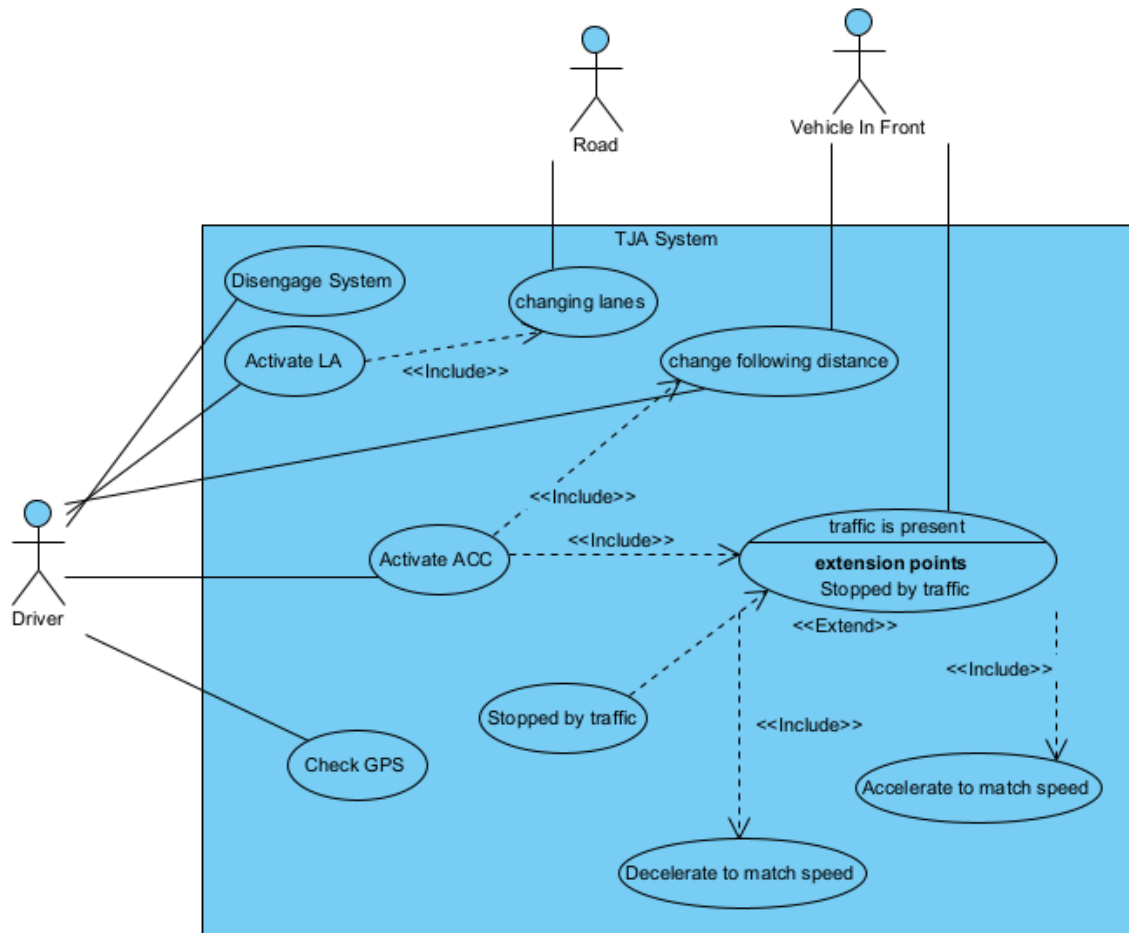 Road
Vehicle In Front
TJA System
Disengage System
changing lanes
Activate LA
<<Include>>
change following distance
<<Include>>
traffic is present
<<Include>>
Activate ACC
extension points
Stopped by traffic
Driver
<<Extend>>
<<Include>>
Stopped by traffic
<<Include>>
Check GPS
Accelerate to match speed
Decelerate to match speed